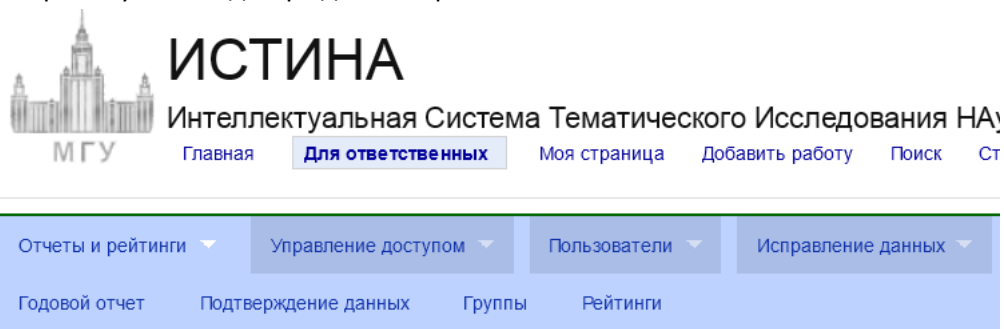 ИСТИНА
Интеллектуальная Система Тематического Исследования
МГУ
Главная Для ответственных Моя страница Добавить работу Поиск
Отчеты и рейтинги Управление доступом Пользователи Исправление данных
Годовой отчет Подтверждение данных Группы Рейтинги